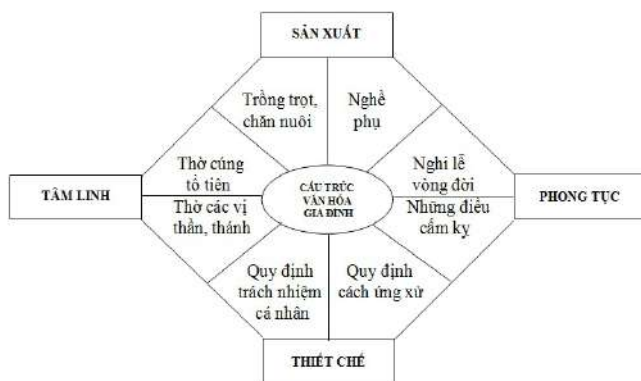 SẢN XUẤT
Trồng trọt,
chăn nuôi
Nghề
phụ
Thờ cúng
tổ tiên
Nghi lễ
vòng đời
TÂM LINH
CẤU TRÚC
VĂN HÓA
GIA ĐÌNH
PHONG TỤC
Thờ các vị
thần, thánh
Những điều
cấm kỵ
Quy định
trách nhiệm
cá nhân
Quy định
cách ứng xử
THIẾT CHẾ